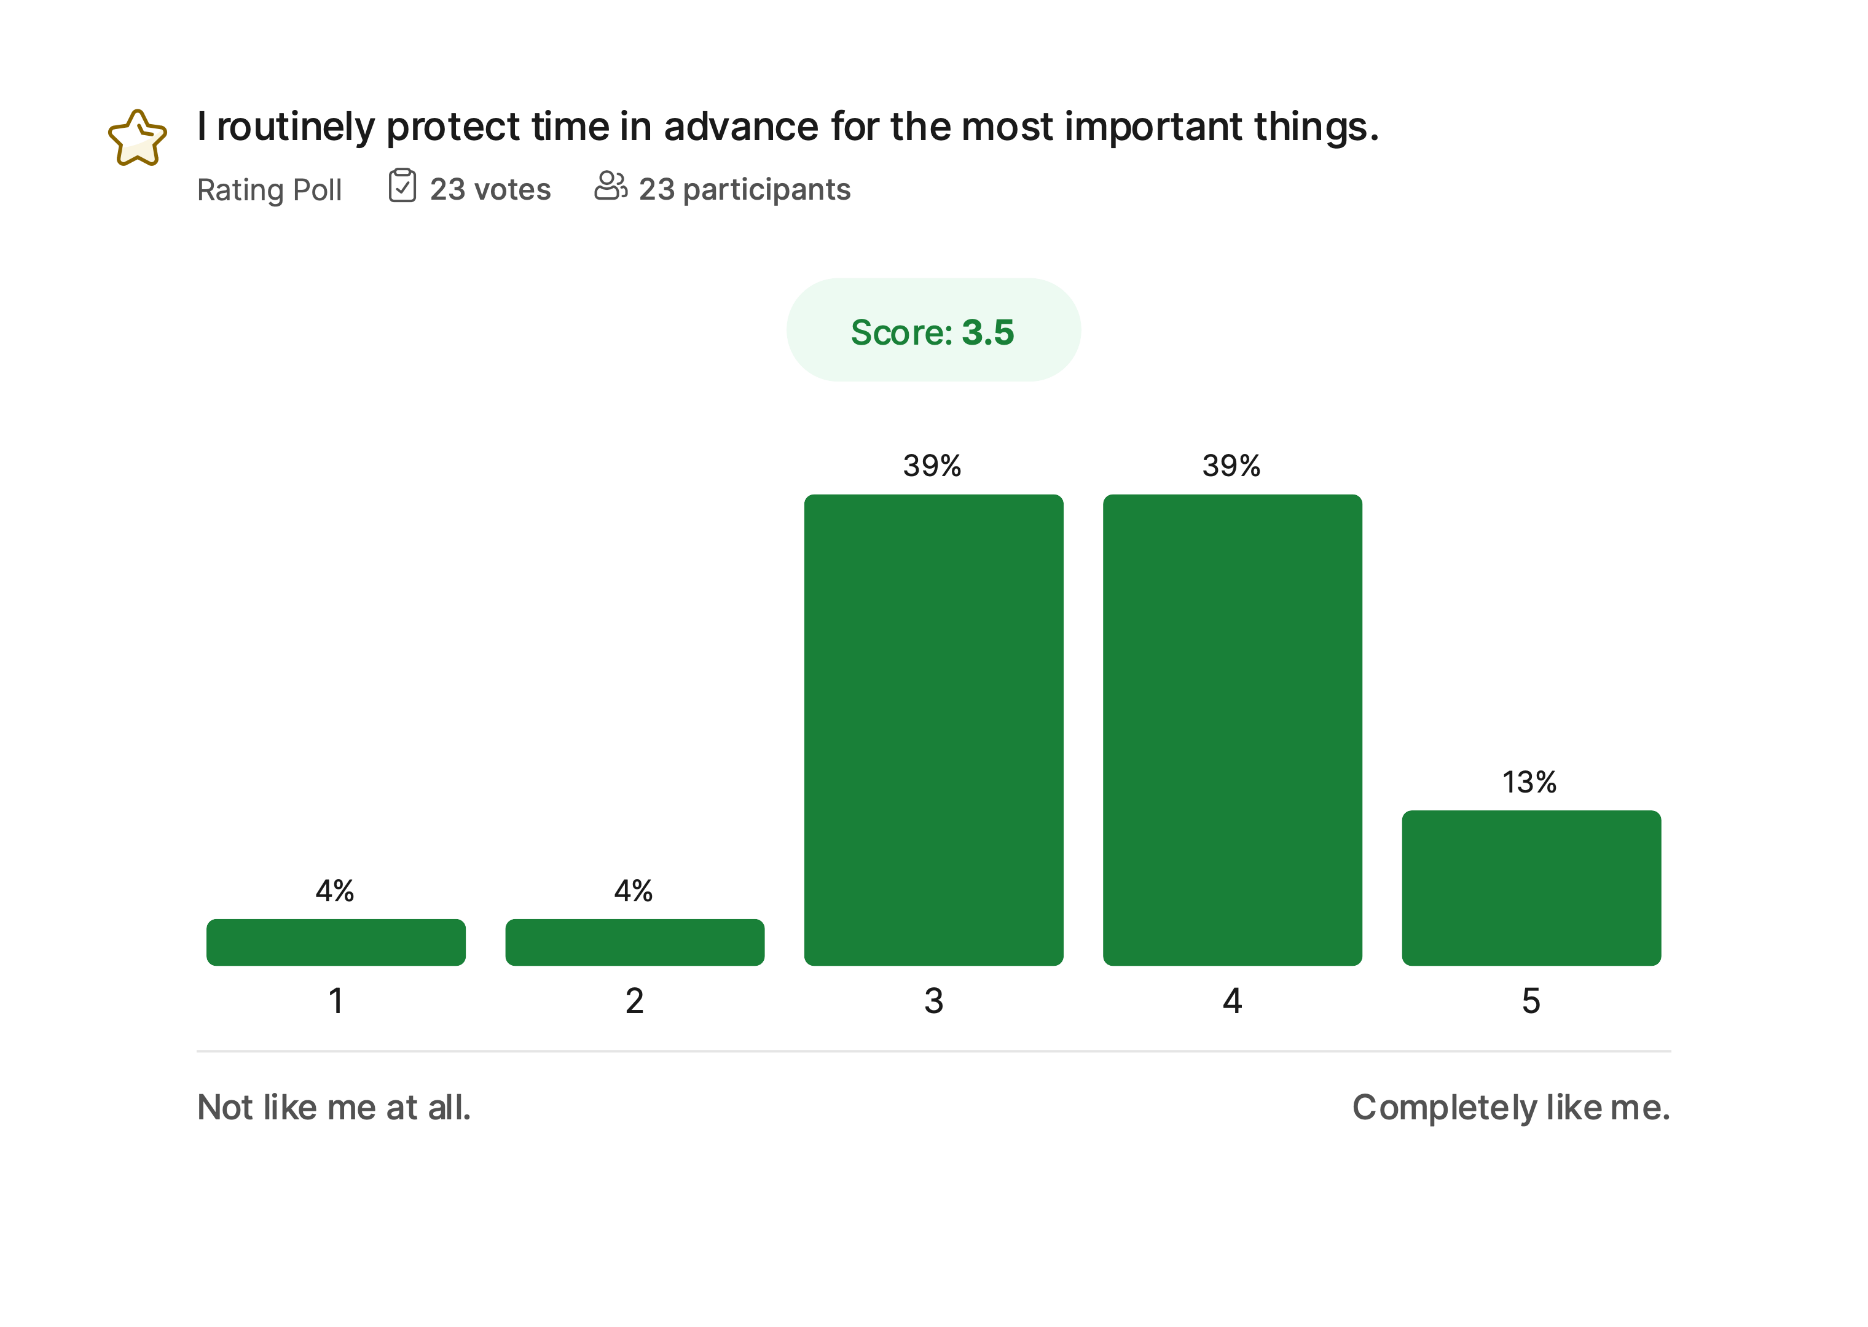 I routinely protect time in advance for the most important things.
Rating Poll 23 votes 23 participants
Score: 3.5
39% 39%
13%
4% 4%
1 2 3 4 5
Not like me at all. Completely like me.